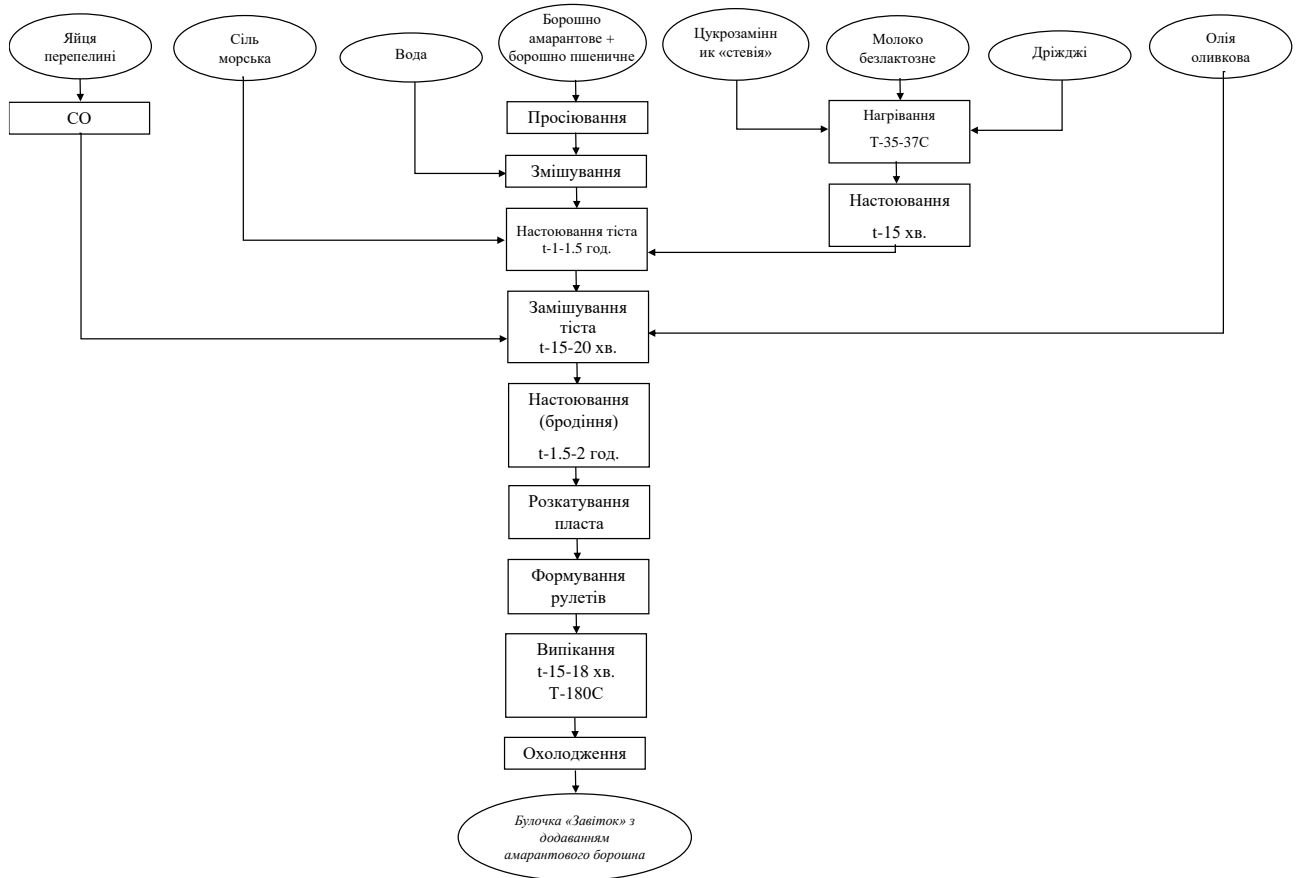 Яйця
перепелині
Сіль
морська
Вода
Борошно
амарантове +
борошно пшеничне
Цукрозамінн
ик «стевія»
Молоко
безлактозне
Дріжджі
Олія
оливкова
СО
Просіювання
Нагрівання
Т-35-37С
Змішування
Настоювання
t-15 хв.
Настоювання тіста
t-1-1.5 год.
Замішування
тіста
t-15-20 хв.
Настоювання
(бродіння)
t-1.5-2 год.
Розкатування
пласта
Формування
рулетів
Випікання
t-15-18 хв.
Т-180С
Охолодження
Булочка «Завіток» з
додаванням
амарантового борошна